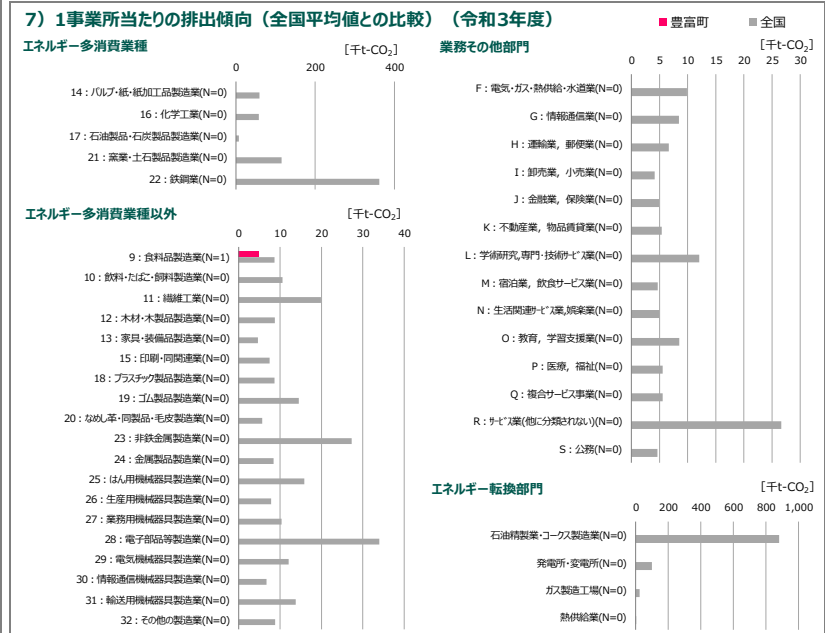 7）1事業所当たりの排出傾向（全国平均値との比較）（令和3年度）
■豊富町 ■全国
エネルギー多消費業種
［千t-CO₂］
0 200 400
14：パルプ・紙・紙加工品製造業(N=0)
16：化学工業(N=0)
17：石油製品・石炭製品製造業(N=0)
21：窯業・土石製品製造業(N=0)
22：鉄鋼業(N=0)
エネルギー多消費業種以外
［千t-CO₂］
0 10 20 30 40
9：食料品製造業(N=1)
10：飲料・たばこ・飼料製造業(N=0)
11：繊維工業(N=0)
12：木材・木製品製造業(N=0)
13：家具・装備品製造業(N=0)
15：印刷・同関連業(N=0)
18：プラスチック製品製造業(N=0)
19：ゴム製品製造業(N=0)
20：なめし革・同製品・毛皮製造業(N=0)
23：非鉄金属製造業(N=0)
24：金属製品製造業(N=0)
25：はん用機械器具製造業(N=0)
26：生産用機械器具製造業(N=0)
27：業務用機械器具製造業(N=0)
28：電子部品等製造業(N=0)
29：電気機械器具製造業(N=0)
30：情報通信機械器具製造業(N=0)
31：輸送用機械器具製造業(N=0)
32：その他の製造業(N=0)
業務その他部門
［千t-CO₂］
0 5 10 15 20 25 30
F：電気・ガス・熱供給・水道業(N=0)
G：情報通信業(N=0)
H：運輸業，郵便業(N=0)
I：卸売業，小売業(N=0)
J：金融業，保険業(N=0)
K：不動産業，物品賃貸業(N=0)
L：学術研究,専門・技術ｻｰﾋﾞｽ業(N=0)
M：宿泊業，飲食サービス業(N=0)
N：生活関連ｻｰﾋﾞｽ業,娯楽業(N=0)
O：教育，学習支援業(N=0)
P：医療，福祉(N=0)
Q：複合サービス事業(N=0)
R：ｻｰﾋﾞｽ業(他に分類されない)(N=0)
S：公務(N=0)
エネルギー転換部門
［千t-CO₂］
0 200 400 600 800 1,000
石油精製業・コークス製造業(N=0)
発電所・変電所(N=0)
ガス製造工場(N=0)
熱供給業(N=0)